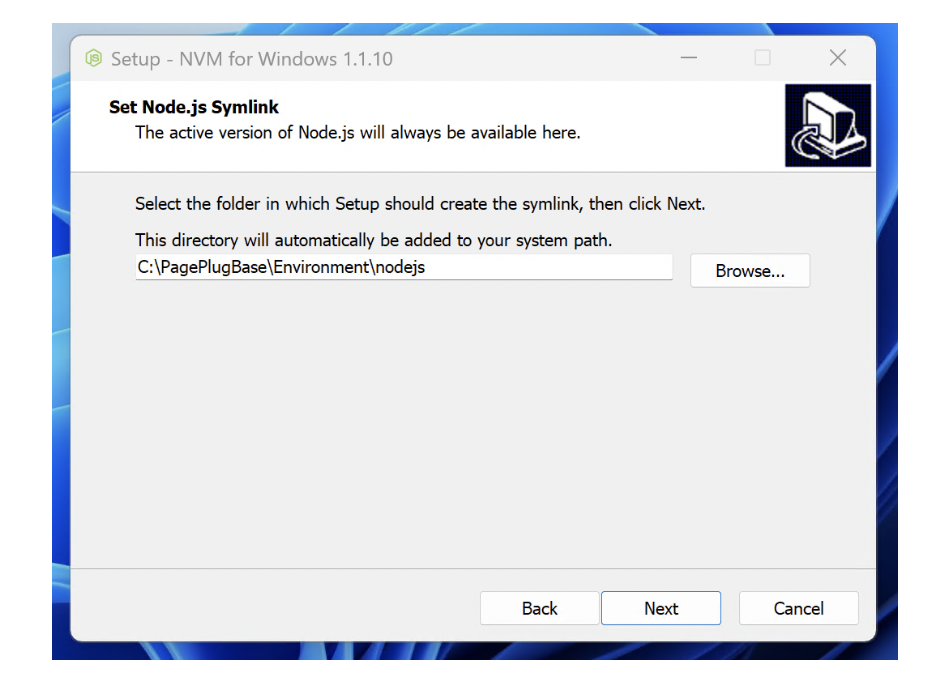 Setup - NVM for Windows 1.1.10
Set Node.js Symlink
The active version of Node.js will always be available here.
Select the folder in which Setup should create the symlink, then click Next.
This directory will automatically be added to your system path.
C:\PagePlugBase\Environment\nodejs
Browse...
Back
Next
Cancel